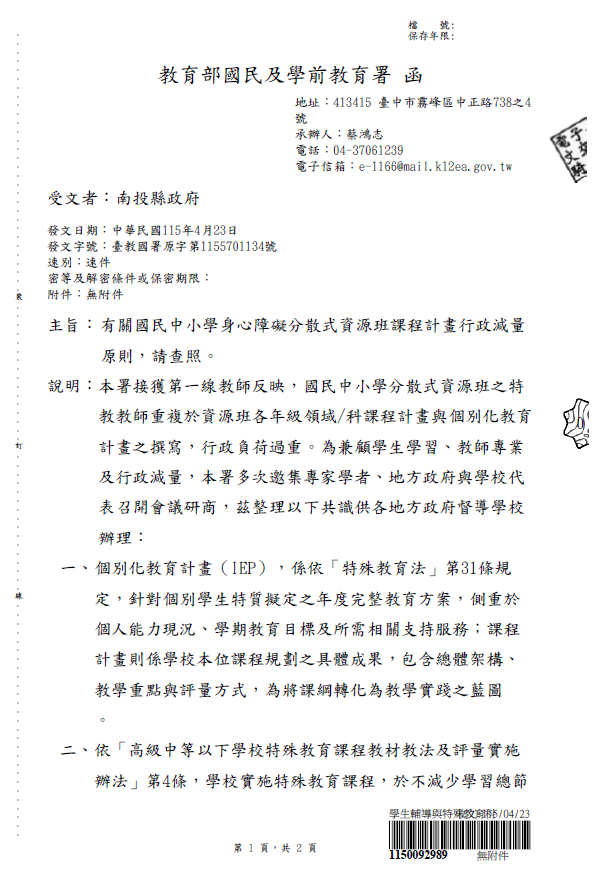 檔　　號:
保存年限:
教育部國民及學前教育署 函
地址：413415 臺中市霧峰區中正路738之4
號
承辦人：蔡鴻志
電話：04-37061239
電子信箱：e-1166@mail.k12ea.gov.tw
受文者：南投縣政府
發文日期：中華民國115年4月23日
發文字號：臺教國署原字第1155701134號
速別：速件
密等及解密條件或保密期限：
附件：無附件
主旨：有關國民中小學身心障礙分散式資源班課程計畫行政減量
原則，請查照。
說明：本署接獲第一線教師反映，國民中小學分散式資源班之特
教教師重複於資源班各年級領域/科課程計畫與個別化教育
計畫之撰寫，行政負荷過重。為兼顧學生學習、教師專業
及行政減量，本署多次邀集專家學者、地方政府與學校代
表召開會議研商，茲整理以下共識供各地方政府督導學校
辦理：
一、個別化教育計畫（IEP），係依「特殊教育法」第31條規
定，針對個別學生特質擬定之年度完整教育方案，側重於
個人能力現況、學期教育目標及所需相關支持服務；課程
計畫則係學校本位課程規劃之具體成果，包含總體架構、
教學重點與評量方式，為將課綱轉化為教學實踐之藍圖
。
二、依「高級中等以下學校特殊教育課程教材教法及評量實施
辦法」第4條，學校實施特殊教育課程，於不減少學習總節
裝
訂
線
學生輔導與特殊教育科
/04/23
1150092989
無附件
第 1 頁，共 2 頁